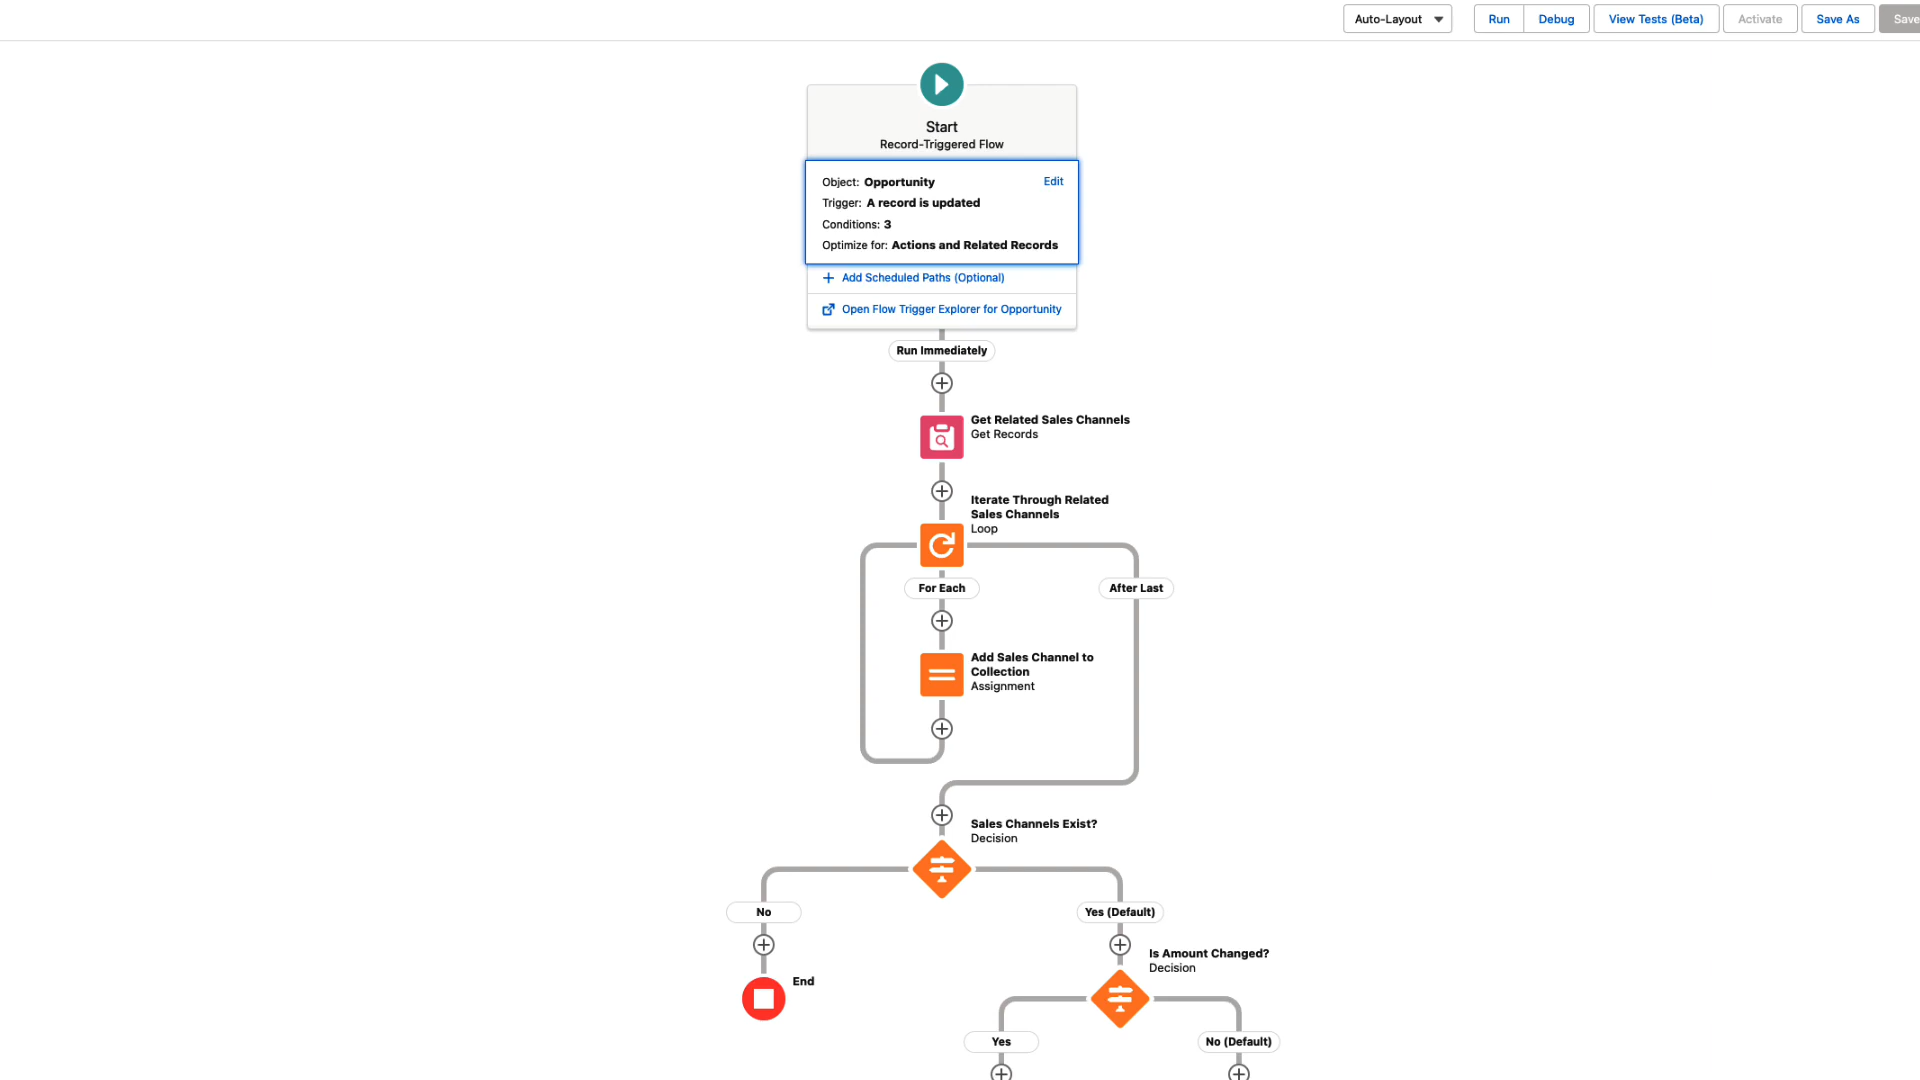 Auto-Layout
Run
Debug
View Tests (Beta)
Activate
Save As
Save
Start
Record-Triggered Flow
Object: Opportunity
Edit
Trigger: A record is updated
Conditions: 3
Optimize for: Actions and Related Records
Add Scheduled Paths (Optional)
Open Flow Trigger Explorer for Opportunity
Run Immediately
Get Related Sales Channels
Get Records
Iterate Through Related
Sales Channels
Loop
For Each
After Last
Add Sales Channel to
Collection
Assignment
Sales Channels Exist?
Decision
No
Yes (Default)
Is Amount Changed?
Decision
End
Yes
No (Default)